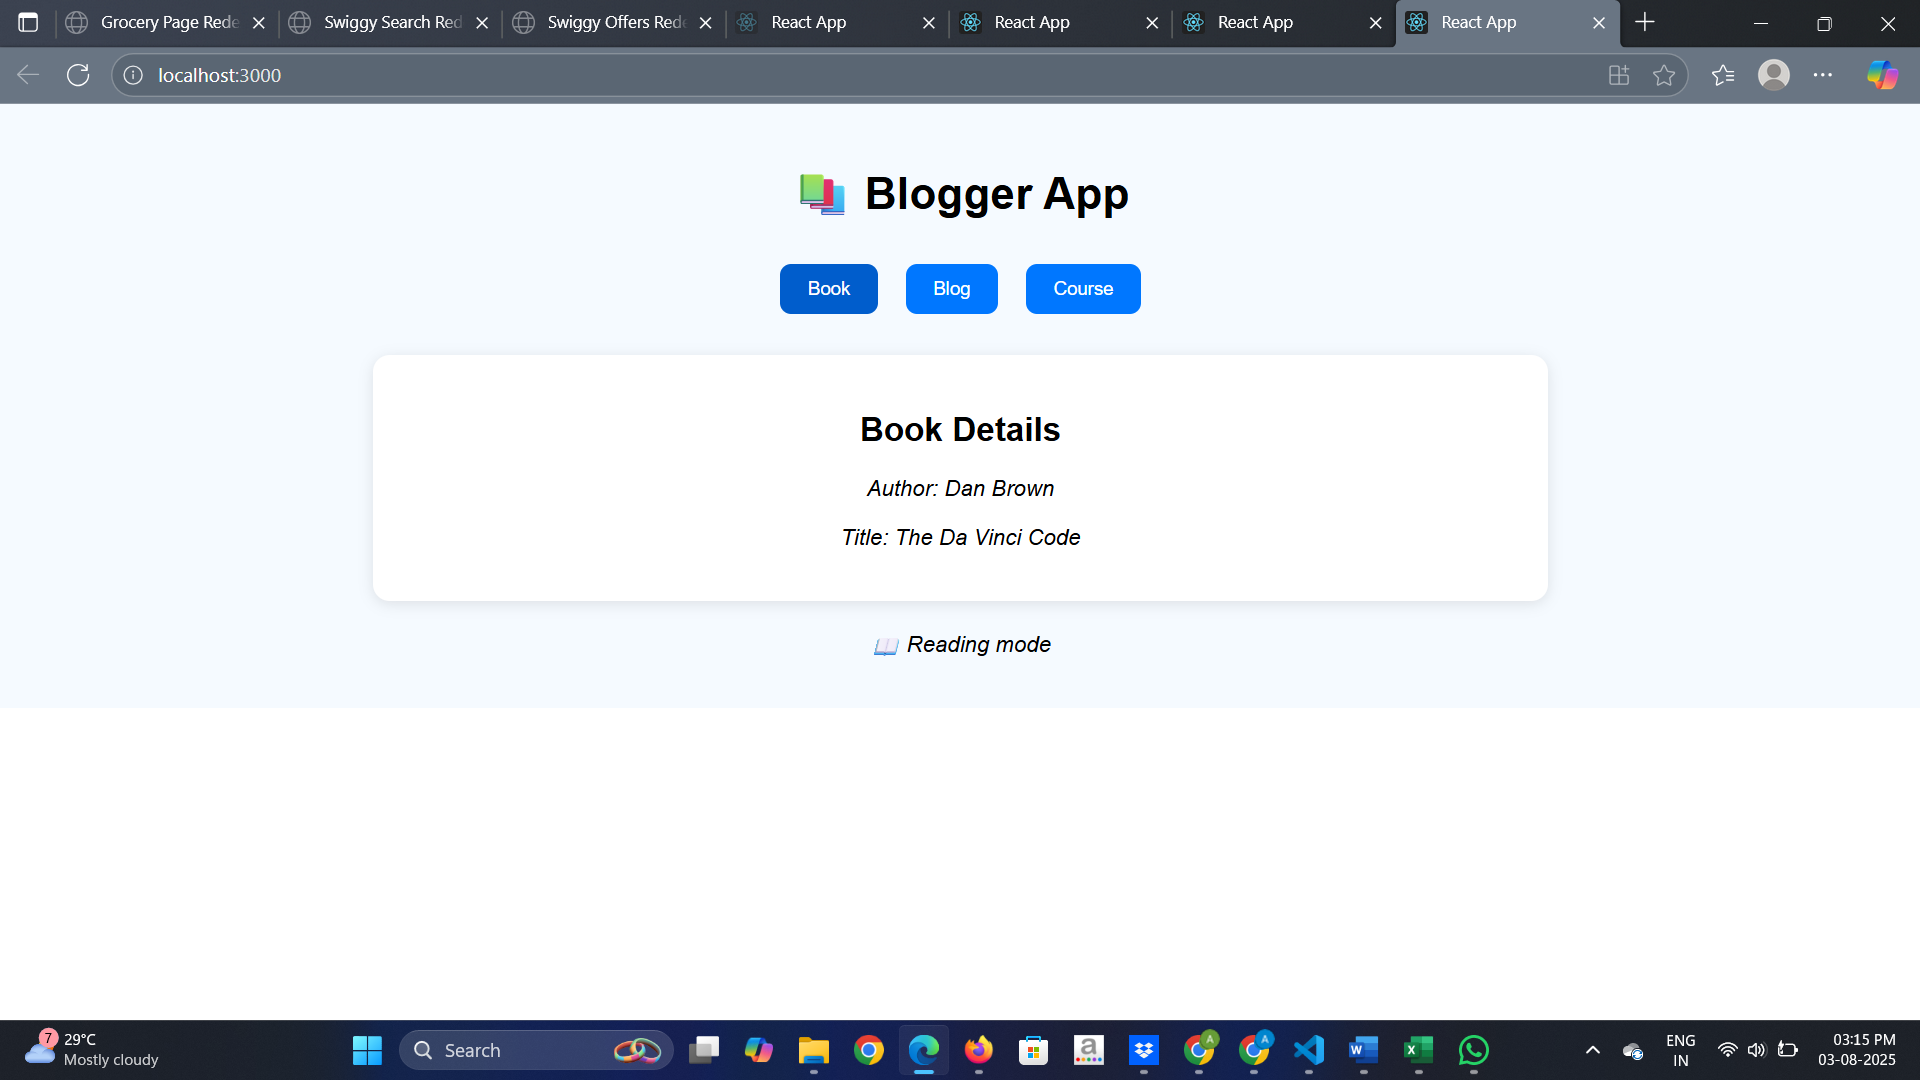 Grocery Page Rede
Swiggy Search Red
Swiggy Offers Rede
React App
React App
React App
React App
localhost:3000
Blogger App
Book
Blog
Course
Book Details
Author: Dan Brown
Title: The Da Vinci Code
Reading mode
7
29°C
Mostly cloudy
Search
a
A
A
W
X
ENG
IN
03:15 PM
03-08-2025